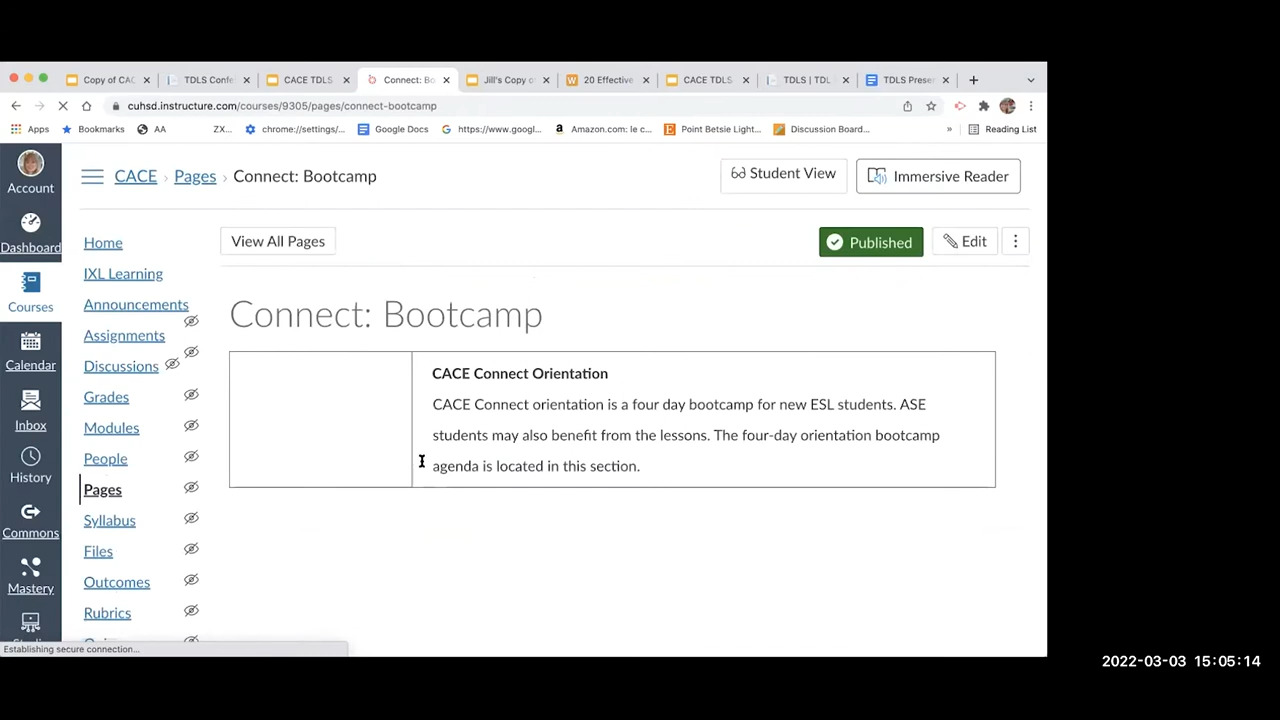 Copy of CAC
TDLS Confe
CACE TDLS
Connect: Bo
Jill's Copy o
20 Effective
CACE TDLS
TDLS | TDL
TDLS Prese
cuhsd.instructure.com/courses/9305/pages/connect-bootcamp
Apps
Bookmarks
AA
ZX...
chrome://settings/...
Google Docs
https://www.googl...
Amazon.com: le c...
Point Betsie Light...
Discussion Board...
»
Reading List
Account
Dashboard
Courses
Calendar
Inbox
History
Commons
Mastery
CACE › Pages › Connect: Bootcamp
Student View
Immersive Reader
Home
IXL Learning
Announcements
Assignments
Discussions
Grades
Modules
People
Pages
Syllabus
Files
Outcomes
Rubrics
View All Pages
Published
Edit
Connect: Bootcamp
CACE Connect Orientation
CACE Connect orientation is a four day bootcamp for new ESL students. ASE
students may also benefit from the lessons. The four-day orientation bootcamp
agenda is located in this section.
Establishing secure connection...
2022-03-03 15:05:14